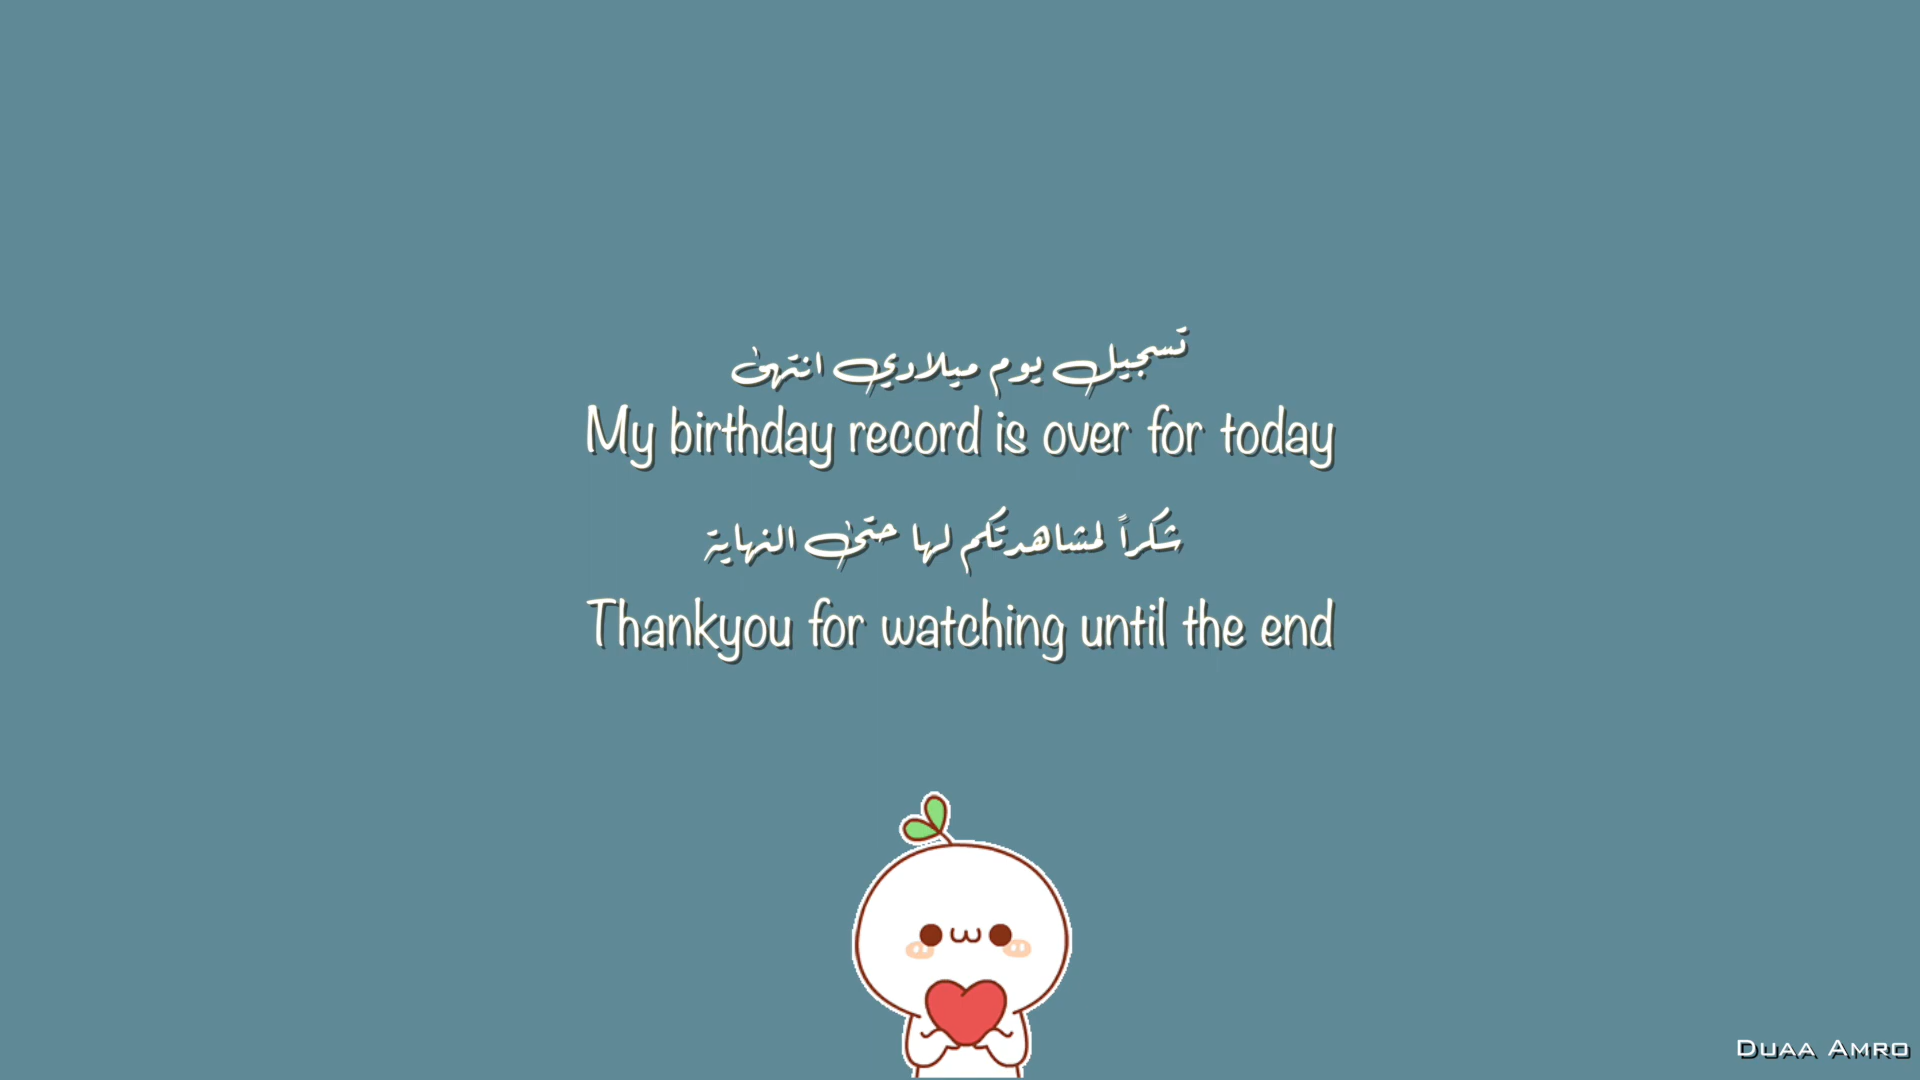 تسجيل يوم ميلادي انتهى
My birthday record is over for today
شكراً لمشاهدتكم لها حتى النهاية
Thankyou for watching until the end
Duaa Amro